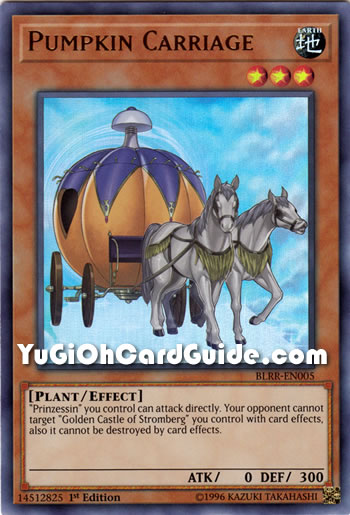 PUMPKIN CARRIAGE
EARTH
地
YuGiOhCardGuide.com
BLRR-EN005
[PLANT/EFFECT]
"Prinzessin" you control can attack directly. Your opponent cannot
target "Golden Castle of Stromberg" you control with card effects,
also it cannot be destroyed by card effects.
ATK/ 0 DEF/ 300
14512825 1st Edition ©1996 KAZUKI TAKAHASHI